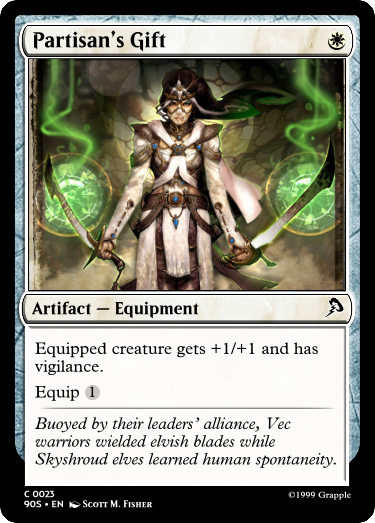 Partisan's Gift
Artifact — Equipment
Equipped creature gets +1/+1 and has
vigilance.
Equip 1
Buoyed by their leaders' alliance, Vec
warriors wielded elvish blades while
Skyshroud elves learned human spontaneity.
C 0023
90S • EN Scott M. Fisher
©1999 Grapple